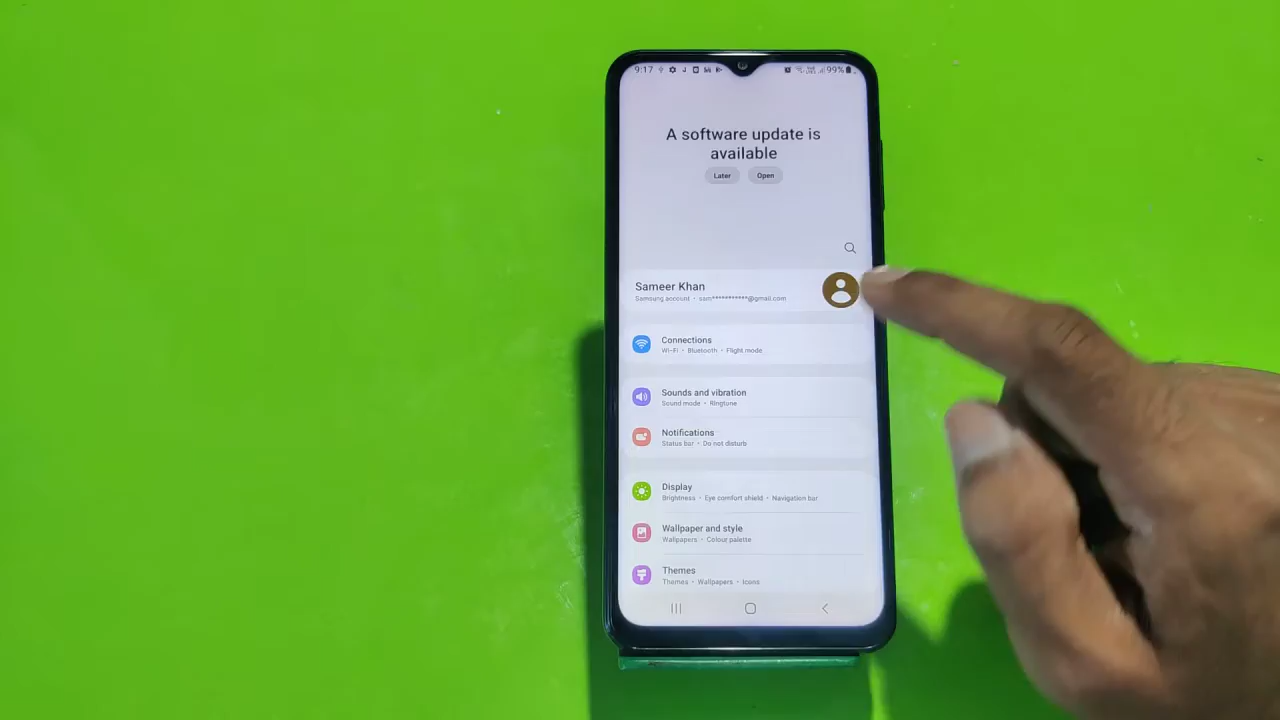 9:17
99%
A software update is
available
Later
Open
Sameer Khan
Samsung account • sam***********@gmail.com
Connections
Wi-Fi • Bluetooth • Flight mode
Sounds and vibration
Sound mode • Ringtone
Notifications
Status bar • Do not disturb
Display
Brightness • Eye comfort shield • Navigation bar
Wallpaper and style
Wallpapers • Colour palette
Themes
Themes • Wallpapers • Icons